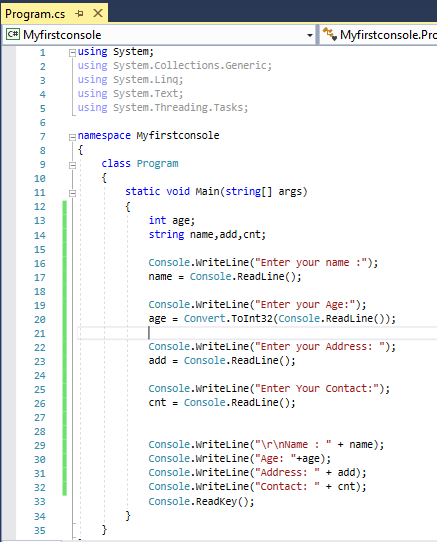 Program.cs
Myfirstconsole Myfirstconsole.Pro
1 using System;
2 using System.Collections.Generic;
3 using System.Linq;
4 using System.Text;
5 using System.Threading.Tasks;
6
7 namespace Myfirstconsole
8 {
9 class Program
10 {
11 static void Main(string[] args)
12 {
13 int age;
14 string name,add,cnt;
15
16 Console.WriteLine("Enter your name :");
17 name = Console.ReadLine();
18
19 Console.WriteLine("Enter your Age:");
20 age = Convert.ToInt32(Console.ReadLine());
21
22 Console.WriteLine("Enter your Address: ");
23 add = Console.ReadLine();
24
25 Console.WriteLine("Enter Your Contact:");
26 cnt = Console.ReadLine();
27
28
29 Console.WriteLine("\r\nName : " + name);
30 Console.WriteLine("Age: "+age);
31 Console.WriteLine("Address: " + add);
32 Console.WriteLine("Contact: " + cnt);
33 Console.ReadKey();
34 }
35 }